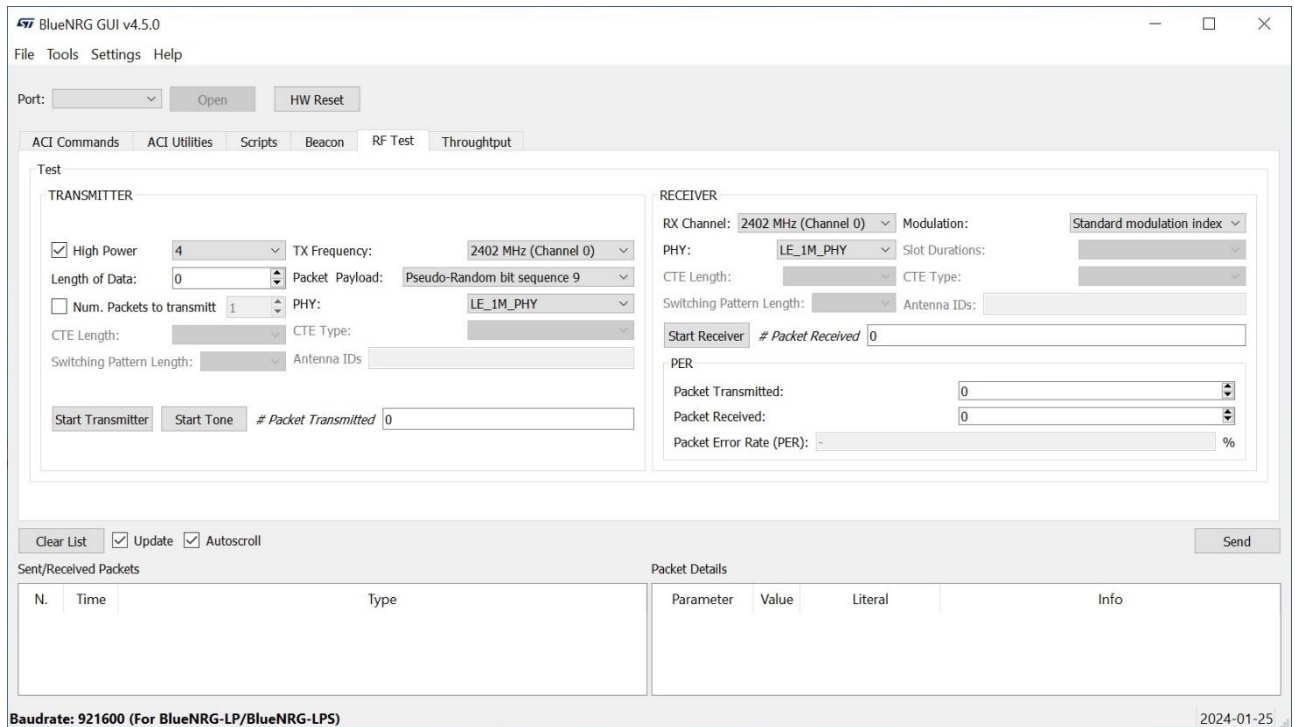 BlueNRG GUI v4.5.0
File Tools Settings Help
Port: Open HW Reset
ACI Commands ACI Utilities Scripts Beacon RF Test Throughtput
Test
TRANSMITTER
High Power 4 TX Frequency: 2402 MHz (Channel 0)
Length of Data: 0 Packet Payload: Pseudo-Random bit sequence 9
Num. Packets to transmitt 1 PHY: LE_1M_PHY
CTE Length: CTE Type:
Switching Pattern Length: Antenna IDs
Start Transmitter Start Tone # Packet Transmitted 0
RECEIVER
RX Channel: 2402 MHz (Channel 0) Modulation: Standard modulation index
PHY: LE_1M_PHY Slot Durations:
CTE Length: CTE Type:
Switching Pattern Length: Antenna IDs:
Start Receiver # Packet Received 0
PER
Packet Transmitted: 0
Packet Received: 0
Packet Error Rate (PER): - %
Clear List Update Autoscroll Send
Sent/Received Packets
N. Time Type
Packet Details
Parameter Value Literal Info
Baudrate: 921600 (For BlueNRG-LP/BlueNRG-LPS) 2024-01-25